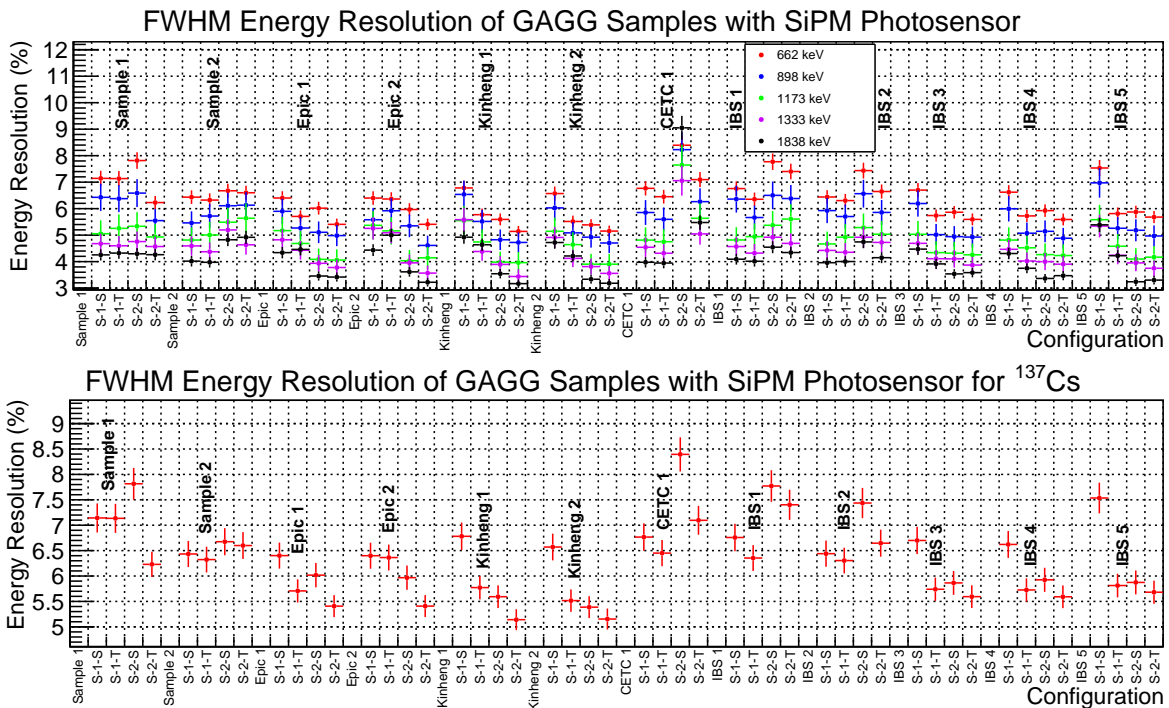 FWHM Energy Resolution of GAGG Samples with SiPM Photosensor
Energy Resolution (%)
12
11
10
9
8
7
6
5
4
3
662 keV
898 keV
1173 keV
1333 keV
1838 keV
Sample 1 Sample 2 Epic 1 Epic 2 Kinheng 1 Kinheng 2 CETC 1 IBS 1 IBS 2 IBS 3 IBS 4 IBS 5
Sample 1 S-1-S S-1-T S-2-S S-2-T Sample 2 S-1-S S-1-T S-2-S S-2-T Epic 1 S-1-S S-1-T S-2-S S-2-T Epic 2 S-1-S S-1-T S-2-S S-2-T Kinheng 1 S-1-S S-1-T S-2-S S-2-T Kinheng 2 S-1-S S-1-T S-2-S S-2-T CETC 1 S-1-S S-1-T S-2-S S-2-T IBS 1 S-1-S S-1-T S-2-S S-2-T IBS 2 S-1-S S-1-T S-2-S S-2-T IBS 3 S-1-S S-1-T S-2-S S-2-T IBS 4 S-1-S S-1-T S-2-S S-2-T IBS 5 S-1-S S-1-T S-2-S S-2-T
Configuration
FWHM Energy Resolution of GAGG Samples with SiPM Photosensor for ¹³⁷Cs
Energy Resolution (%)
9
8.5
8
7.5
7
6.5
6
5.5
5
Sample 1 Sample 2 Epic 1 Epic 2 Kinheng 1 Kinheng 2 CETC 1 IBS 1 IBS 2 IBS 3 IBS 4 IBS 5
Sample 1 S-1-S S-1-T S-2-S S-2-T Sample 2 S-1-S S-1-T S-2-S S-2-T Epic 1 S-1-S S-1-T S-2-S S-2-T Epic 2 S-1-S S-1-T S-2-S S-2-T Kinheng 1 S-1-S S-1-T S-2-S S-2-T Kinheng 2 S-1-S S-1-T S-2-S S-2-T CETC 1 S-1-S S-1-T S-2-S S-2-T IBS 1 S-1-S S-1-T S-2-S S-2-T IBS 2 S-1-S S-1-T S-2-S S-2-T IBS 3 S-1-S S-1-T S-2-S S-2-T IBS 4 S-1-S S-1-T S-2-S S-2-T IBS 5 S-1-S S-1-T S-2-S S-2-T
Configuration